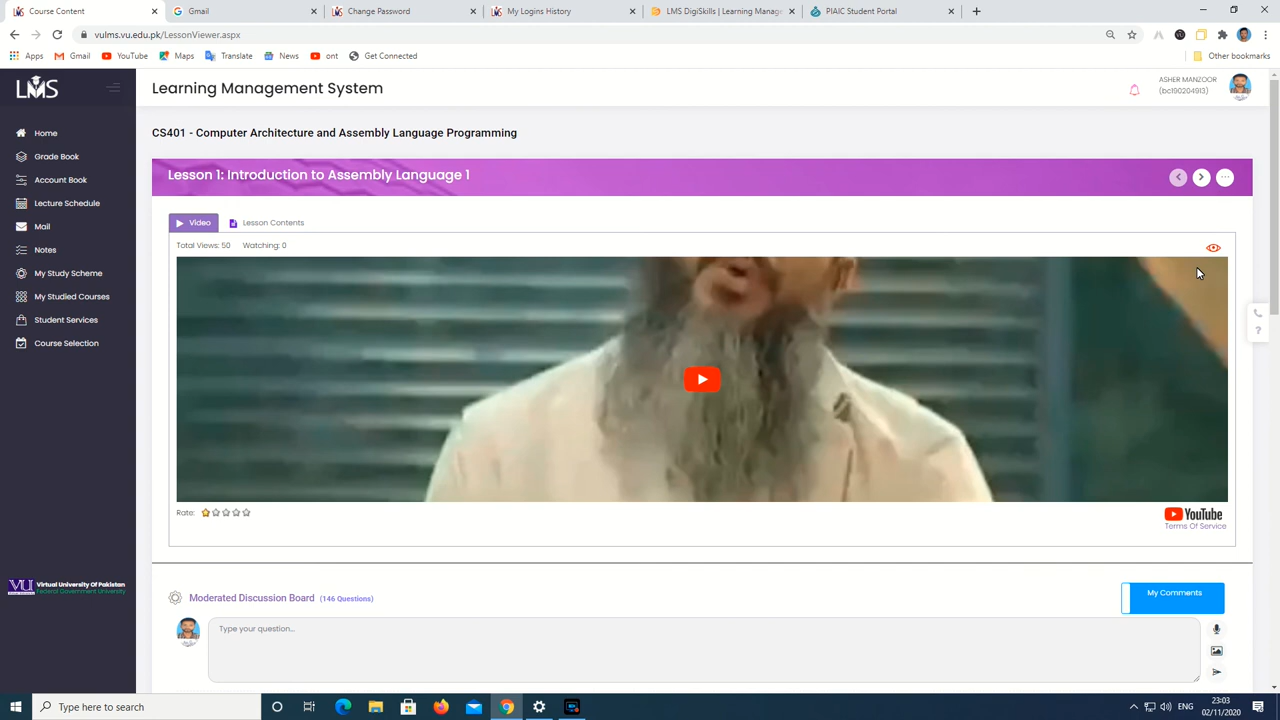 Course Content
Gmail
Change Password
My Logins History
LMS DigiSkills | Learning Manage
PIAIC Student Portal
vulms.vu.edu.pk/LessonViewer.aspx
Apps
Gmail
YouTube
Maps
Translate
News
ont
Get Connected
Other bookmarks
LMS
Learning Management System
ASHER MANZOOR
(bc190204913)
CS401 - Computer Architecture and Assembly Language Programming
Home
Grade Book
Account Book
Lecture Schedule
Mail
Notes
My Study Scheme
My Studied Courses
Student Services
Course Selection
VU
Virtual University Of Pakistan
Federal Government University
Lesson 1: Introduction to Assembly Language 1
Video
Lesson Contents
Total Views: 50
Watching: 0
Rate:
YouTube
Terms Of Service
Moderated Discussion Board (146 Questions)
My Comments
Type your question...
Type here to search
ENG
23:03
02/11/2020